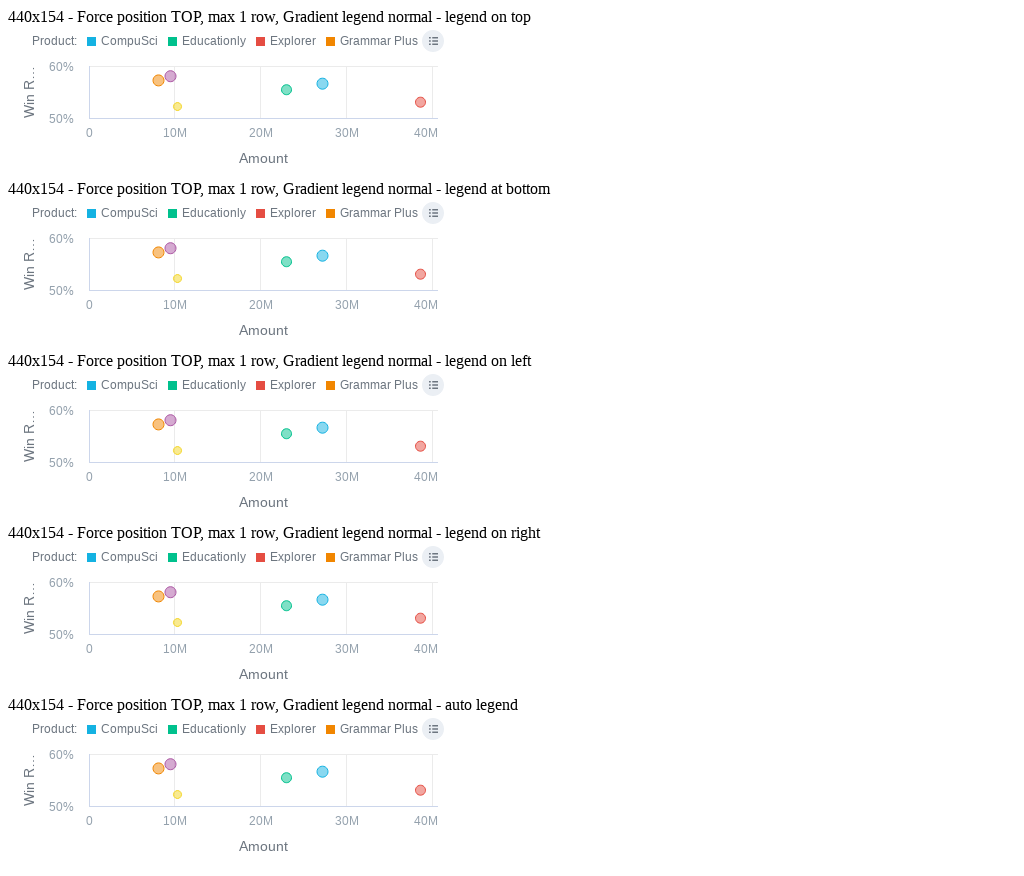 440x154 - Force position TOP, max 1 row, Gradient legend normal - legend on top
Product: CompuSci Educationly Explorer Grammar Plus
60%
Win R…
50%
0 10M 20M 30M 40M
Amount
440x154 - Force position TOP, max 1 row, Gradient legend normal - legend at bottom
Product: CompuSci Educationly Explorer Grammar Plus
60%
Win R…
50%
0 10M 20M 30M 40M
Amount
440x154 - Force position TOP, max 1 row, Gradient legend normal - legend on left
Product: CompuSci Educationly Explorer Grammar Plus
60%
Win R…
50%
0 10M 20M 30M 40M
Amount
440x154 - Force position TOP, max 1 row, Gradient legend normal - legend on right
Product: CompuSci Educationly Explorer Grammar Plus
60%
Win R…
50%
0 10M 20M 30M 40M
Amount
440x154 - Force position TOP, max 1 row, Gradient legend normal - auto legend
Product: CompuSci Educationly Explorer Grammar Plus
60%
Win R…
50%
0 10M 20M 30M 40M
Amount